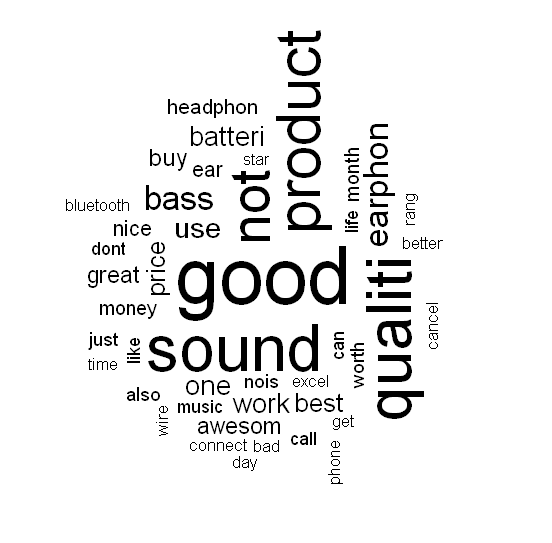 product
headphon
batteri
earphon
buy
ear
star
life month
not
bass
bluetooth
rang
nice
use
better
dont
price
great
good
qualiti
money
cancel
just
like
sound
can
time
worth
one
nois
excel
also
music
work
best
wire
awesom
get
connect
bad
call
day
phone